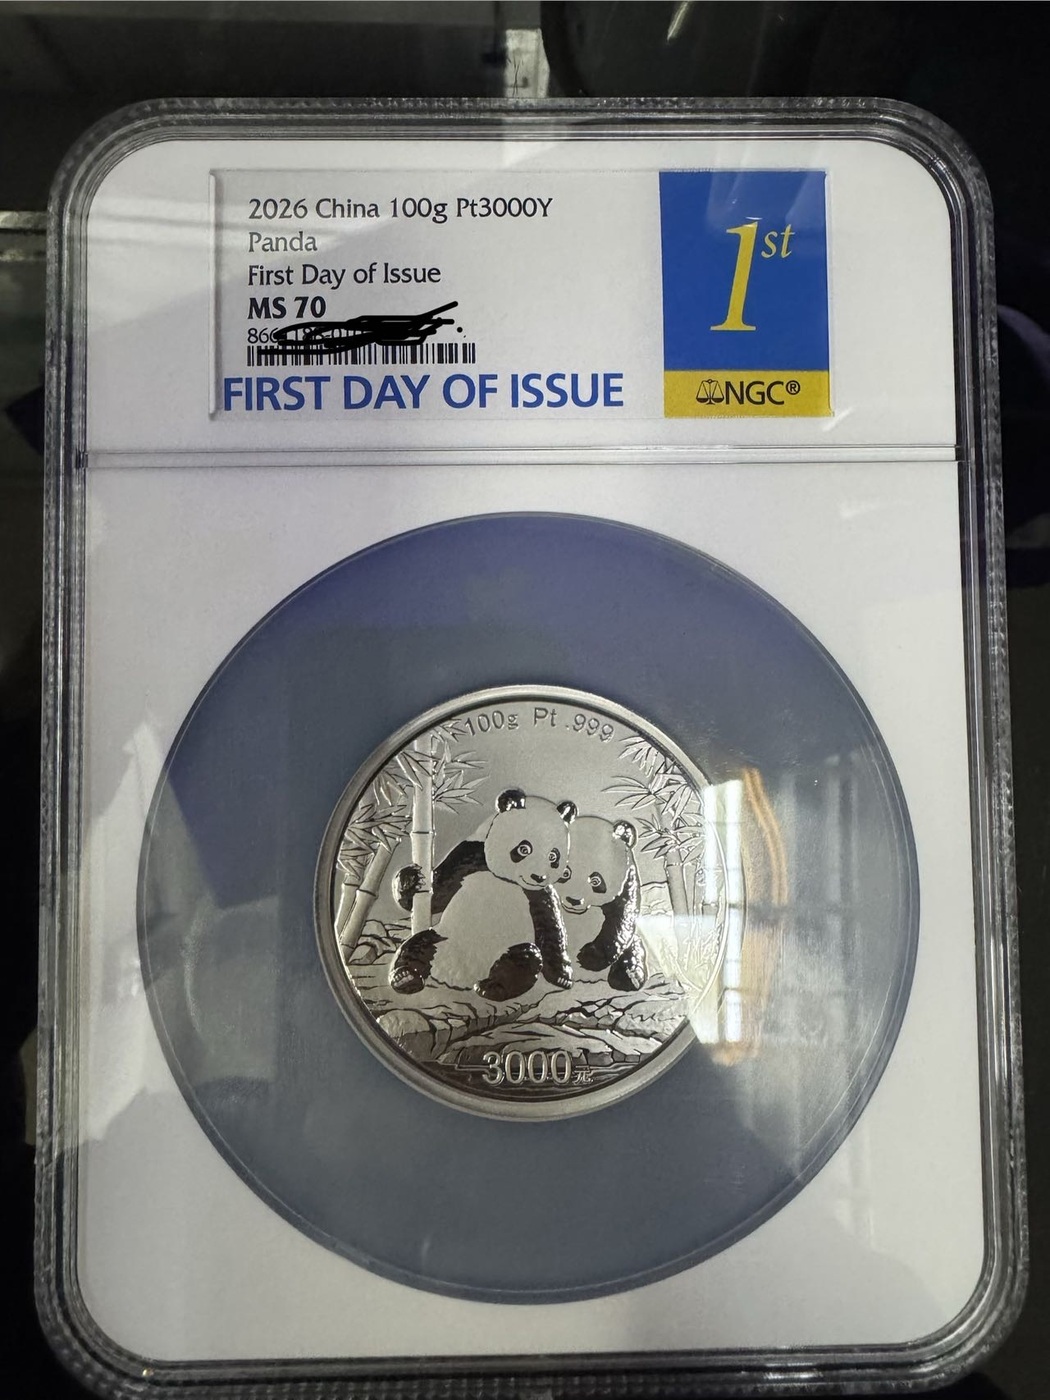 2026 China 100g Pt3000Y
Panda
First Day of Issue
MS 70
FIRST DAY OF ISSUE
1st
NGC®
100g Pt .999
3000元